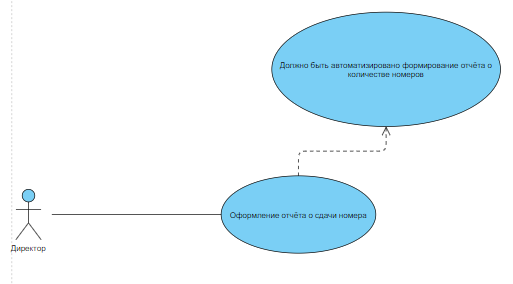 Должно быть автоматизировано формирование отчёта о
количестве номеров
Оформление отчёта о сдачи номера
Директор